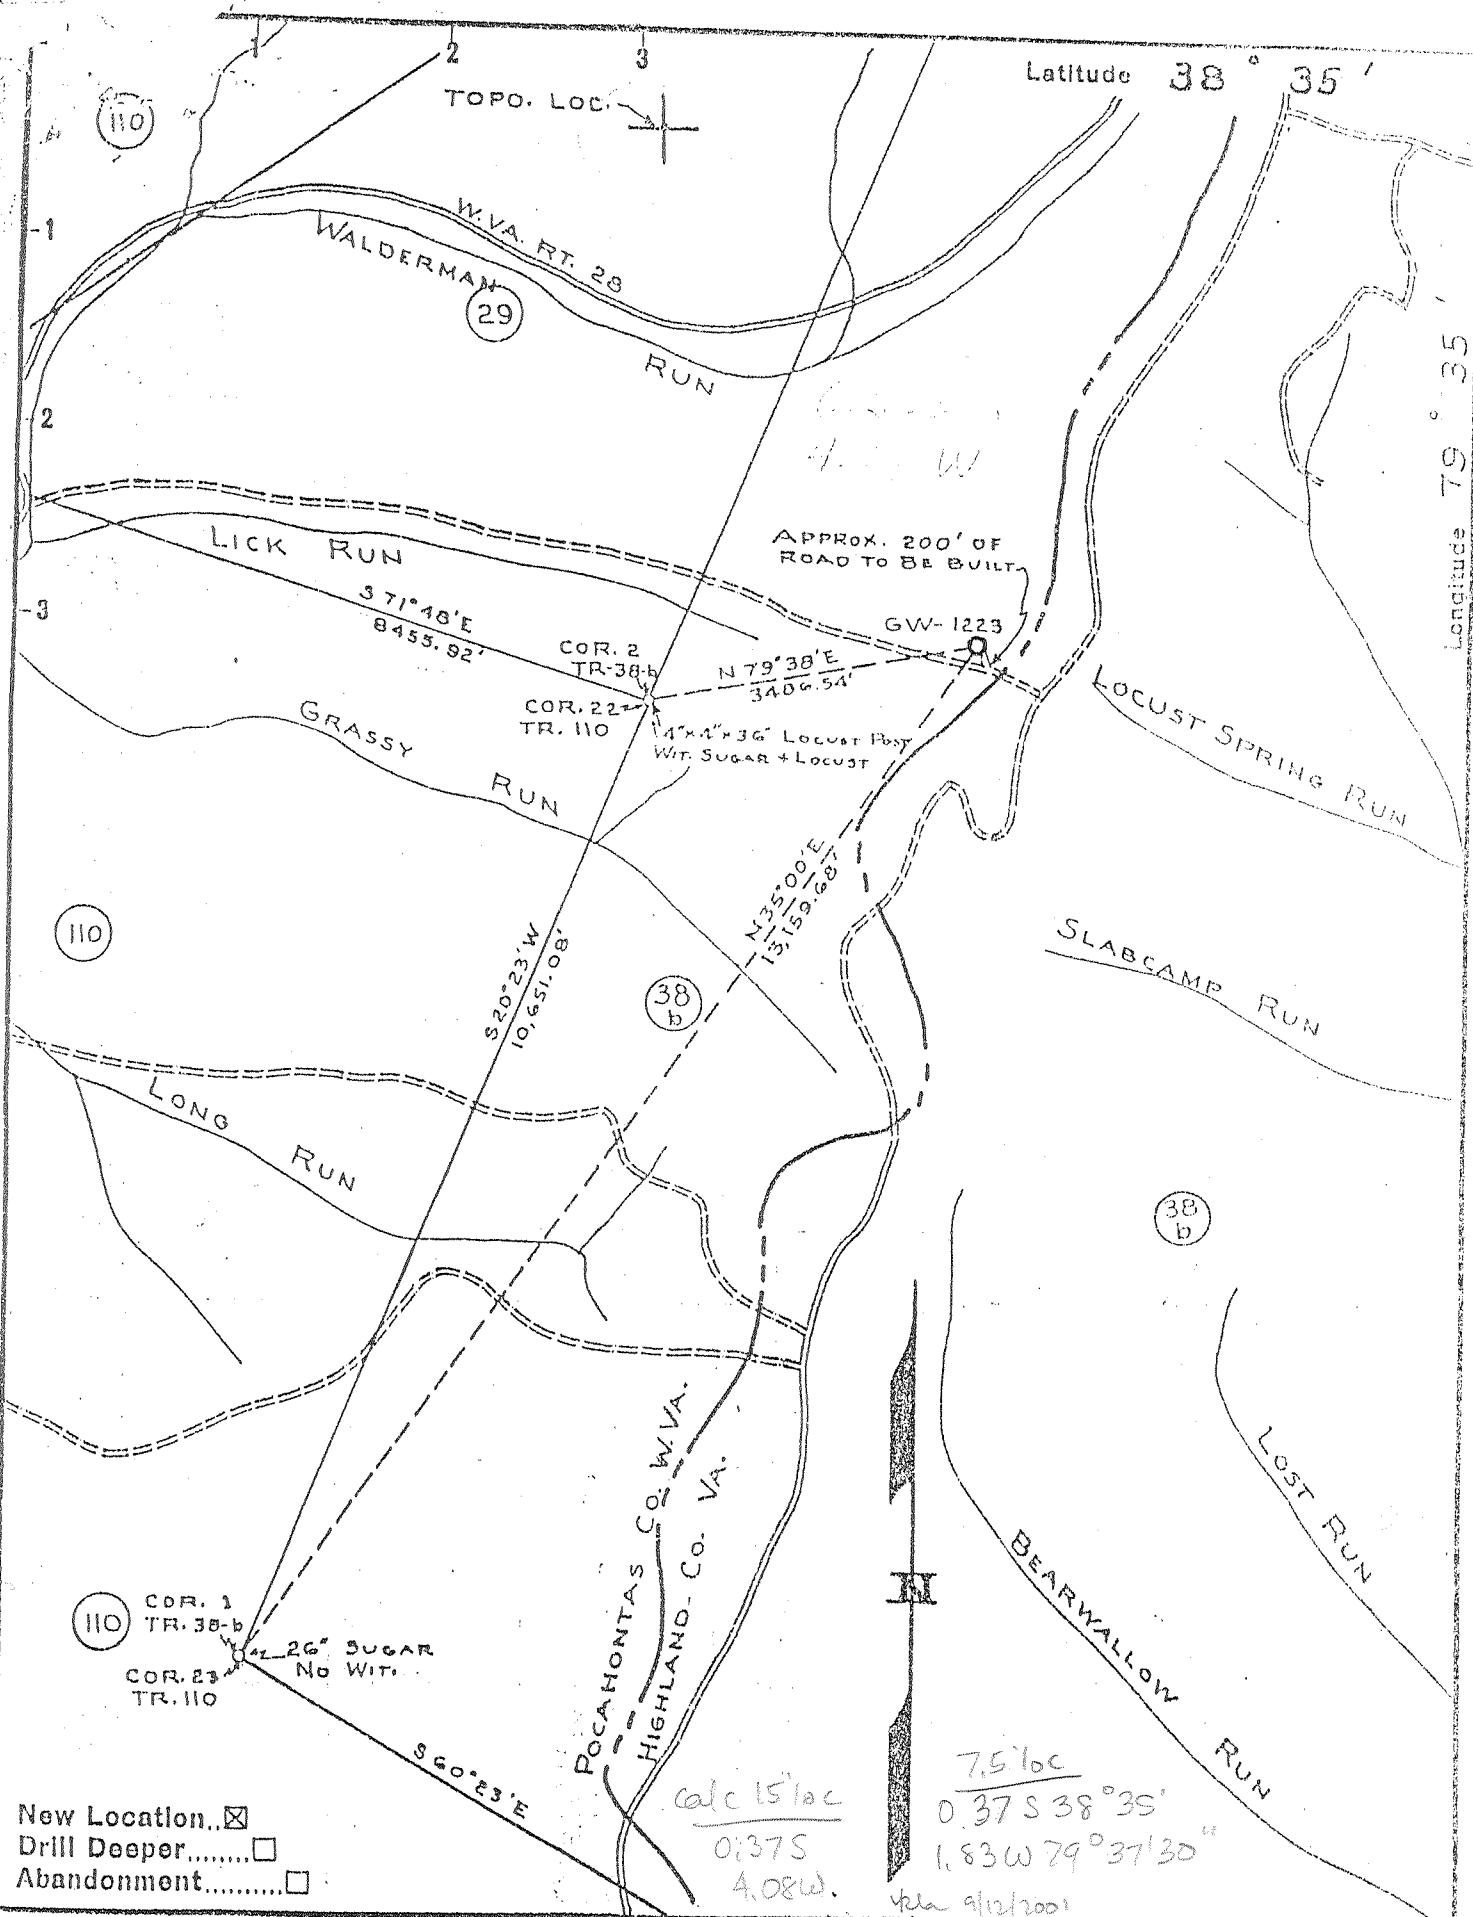 1
2
3
Latitude 38° 35'
TOPO. LOC.
110
-1
W.VA. RT. 28
WALDERMAN
29
RUN
2
W
Longitude 79° 35'
APPROX. 200' OF
ROAD TO BE BUILT
LICK RUN
-3
S 71°48'E
8455.92'
GW-1223
COR. 2
TR-38-b
N 79°38'E
3406.54'
COR. 22
TR. 110
4"x4"x36" LOCUST POST
WIT. SUGAR + LOCUST
LOCUST SPRING RUN
GRASSY RUN
N35°00'E
13,159.68'
110
S20°23'W
10,651.08'
38
b
SLABCAMP RUN
LONG RUN
38
b
POCAHONTAS CO. W.VA.
HIGHLAND CO. VA.
LOST RUN
BEARWALLOW RUN
N
110
COR. 1
TR. 38-b
26" SUGAR
NO WIT.
COR. 23
TR. 110
S 60°23'E
New Location..☒
Drill Deeper........☐
Abandonment..........☐
calc 15' loc
0.37 S
4.08 W.
7.5' loc
0.37 S 38°35'
1.83 W 79°37'30"
9/12/2001